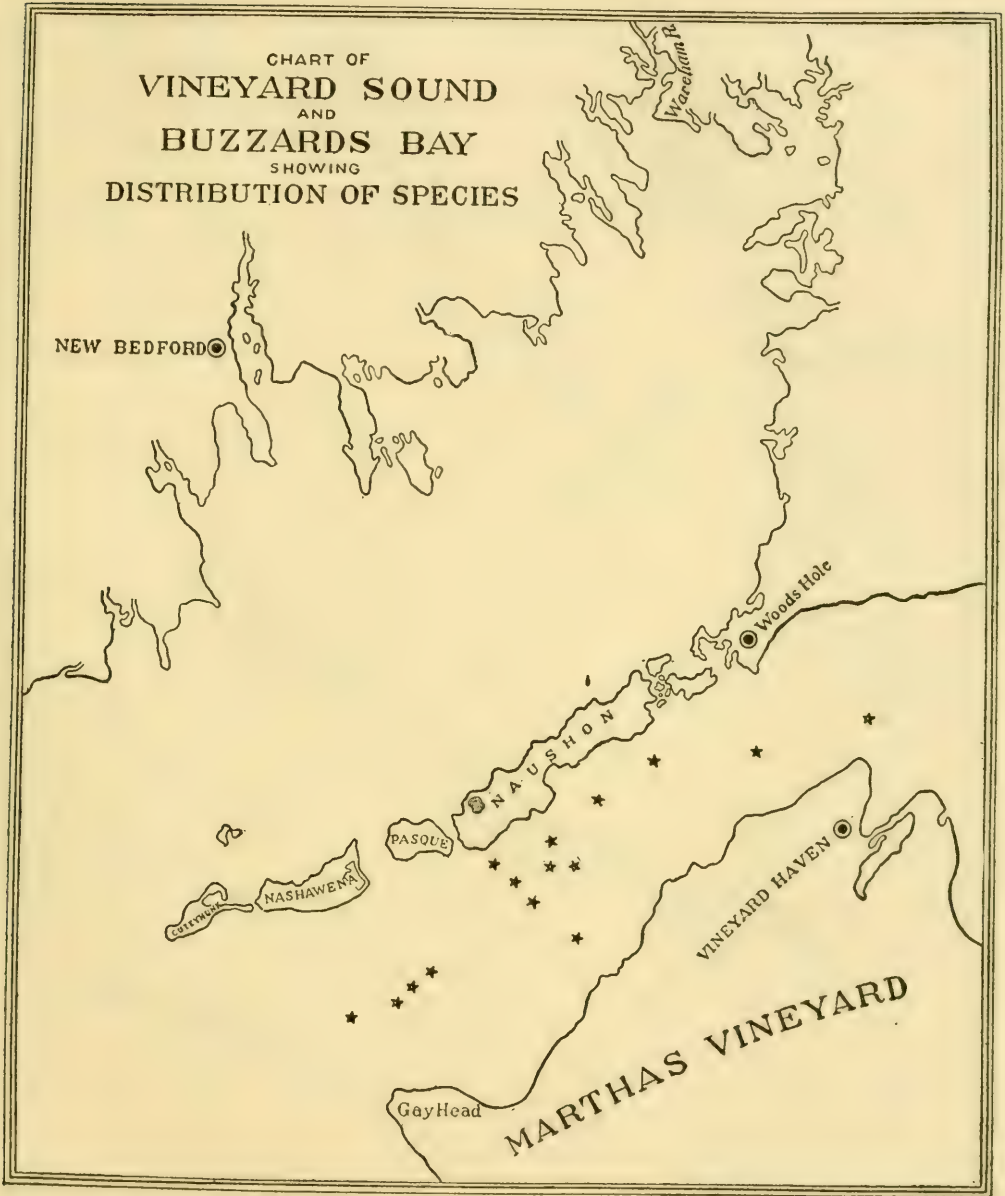 CHART OF
VINEYARD SOUND
AND
BUZZARDS BAY
SHOWING
DISTRIBUTION OF SPECIES
Wareham R.
NEW BEDFORD
Woods Hole
NAUSHON
PASQUE
NASHAWENA
CUTTYHUNK
VINEYARD HAVEN
MARTHAS VINEYARD
Gay Head